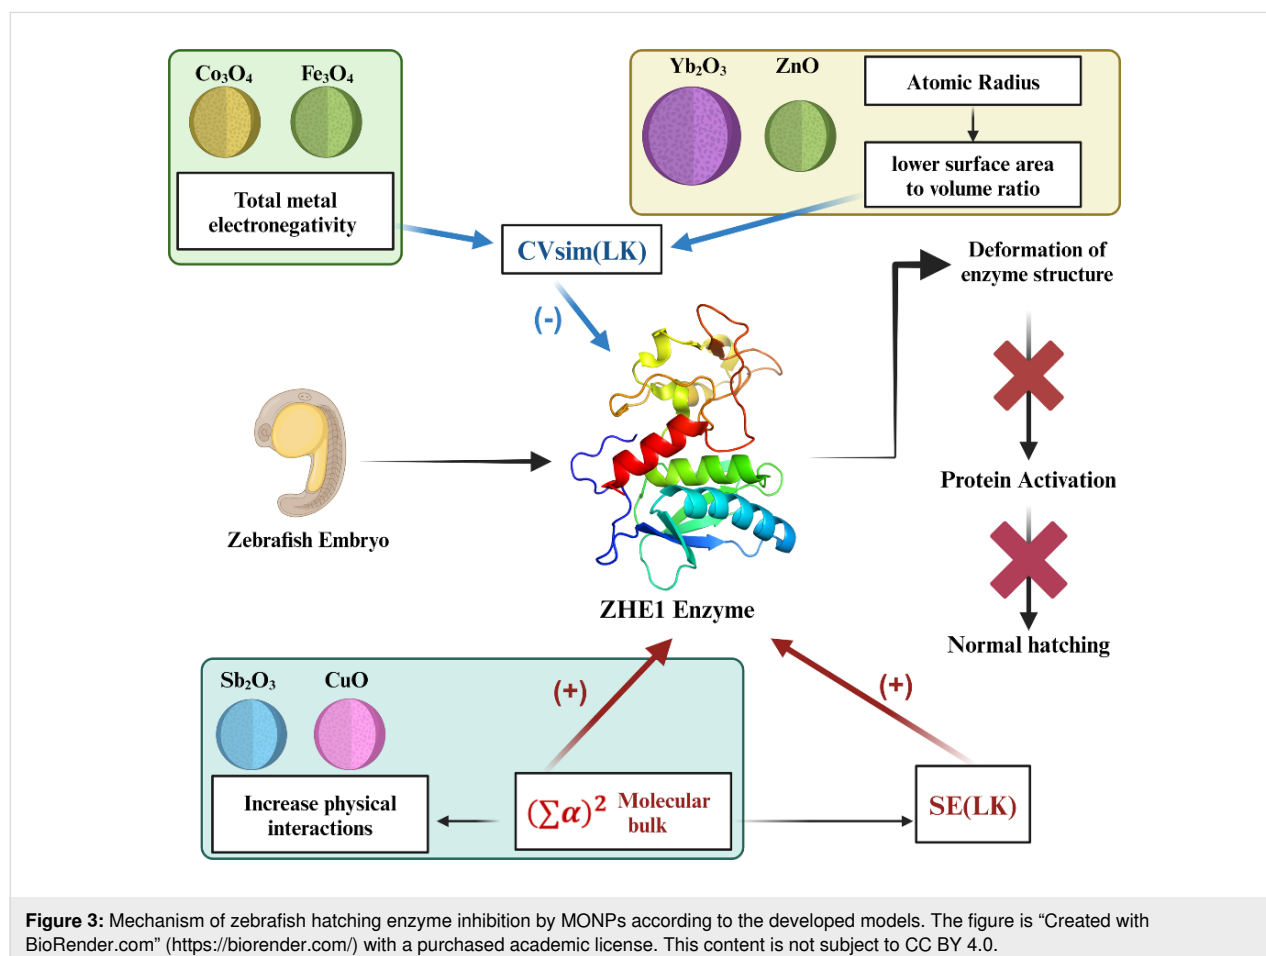 Co₃O₄
Fe₃O₄
Total metal
electronegativity
Yb₂O₃
ZnO
Atomic Radius
lower surface area
to volume ratio
CVsim(LK)
(-)
Deformation of
enzyme structure
Protein Activation
Normal hatching
Zebrafish Embryo
ZHE1 Enzyme
(+)
(+)
Sb₂O₃
CuO
Increase physical
interactions
(∑α)² Molecular
bulk
SE(LK)
Figure 3: Mechanism of zebrafish hatching enzyme inhibition by MONPs according to the developed models. The figure is “Created with
BioRender.com” (https://biorender.com/) with a purchased academic license. This content is not subject to CC BY 4.0.